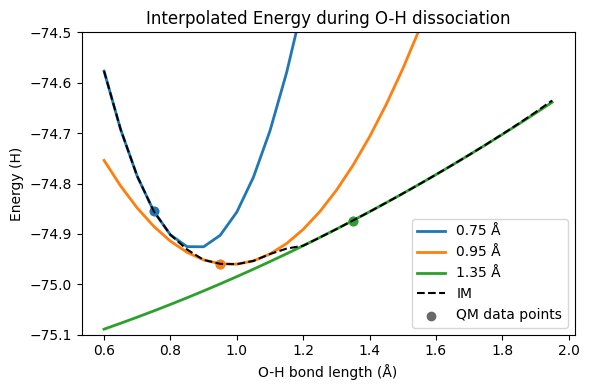 Interpolated Energy during O-H dissociation
Energy (H)
−74.5
−74.6
−74.7
−74.8
−74.9
−75.0
−75.1
0.75 Å
0.95 Å
1.35 Å
IM
QM data points
0.6 0.8 1.0 1.2 1.4 1.6 1.8 2.0
O-H bond length (Å)